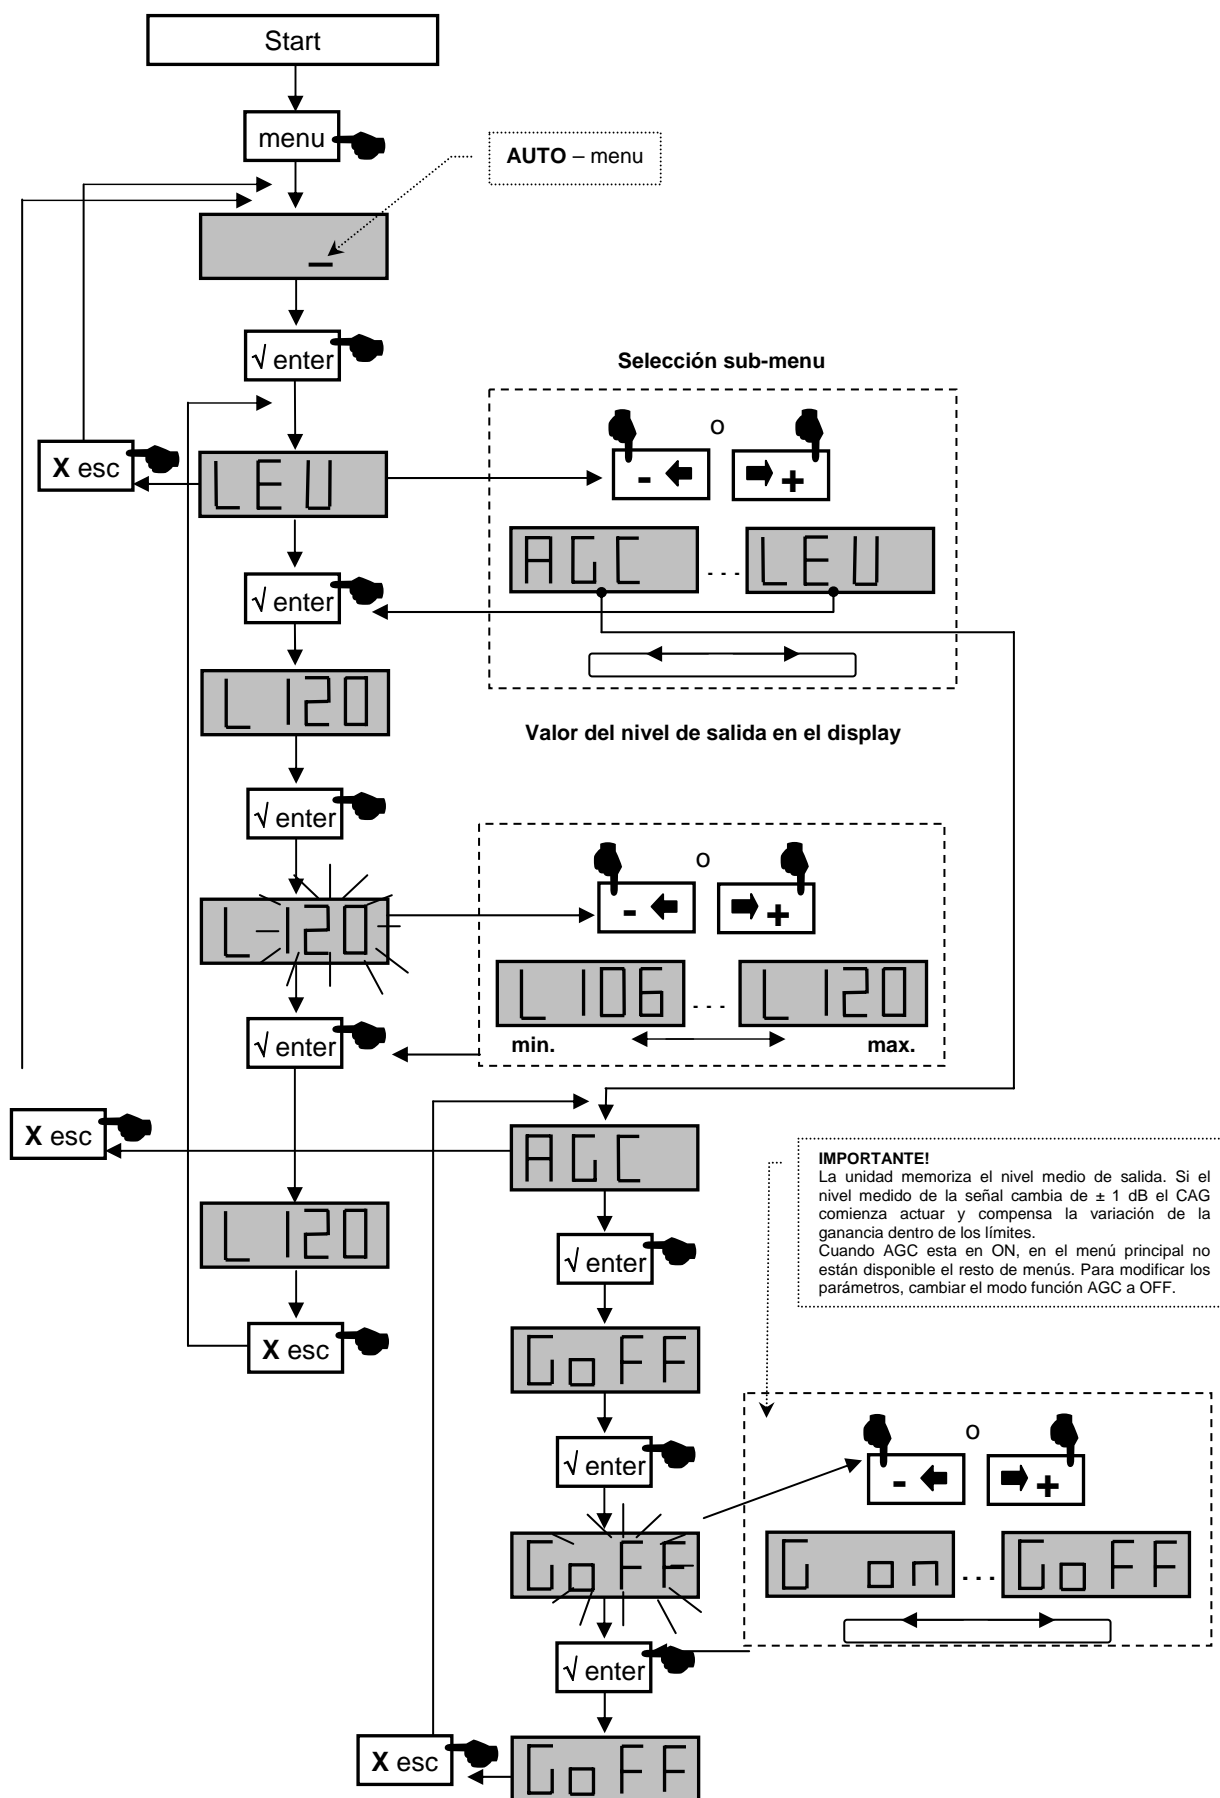 Start
menu
AUTO – menu
_
√ enter
Selección sub-menu
- o +
X esc
LEU
AGC ... LEU
√ enter
L 120
Valor del nivel de salida en el display
√ enter
- o +
L 120
L 106 ... L 120
min. max.
√ enter
X esc
AGC
IMPORTANTE!
La unidad memoriza el nivel medio de salida. Si el
nivel medido de la señal cambia de ± 1 dB el CAG
comienza actuar y compensa la variación de la
ganancia dentro de los límites.
Cuando AGC esta en ON, en el menú principal no
están disponible el resto de menús. Para modificar los
parámetros, cambiar el modo función AGC a OFF.
L 120
√ enter
X esc
GoFF
√ enter
- o +
GoFF
G on ... GoFF
√ enter
X esc
GoFF